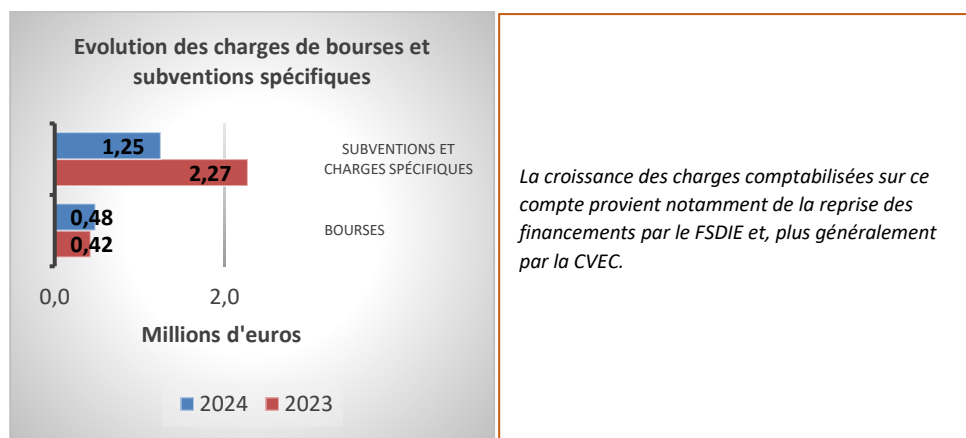 Evolution des charges de bourses et
subventions spécifiques
1,25
2,27
SUBVENTIONS ET
CHARGES SPÉCIFIQUES
0,48
0,42
BOURSES
0,0
2,0
Millions d'euros
2024
2023
La croissance des charges comptabilisées sur ce
compte provient notamment de la reprise des
financements par le FSDIE et, plus généralement
par la CVEC.